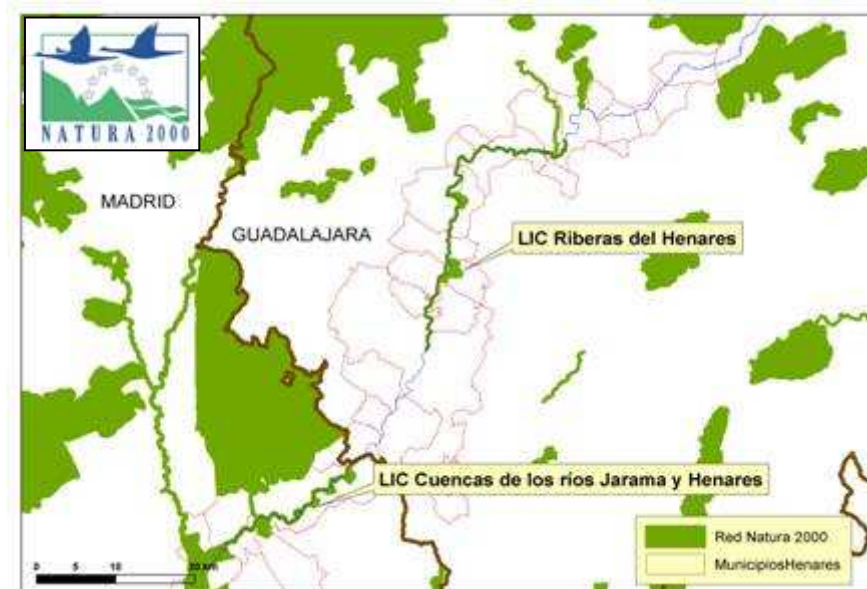 NATURA 2000
MADRID
GUADALAJARA
LIC Riberas del Henares
LIC Cuencas de los ríos Jarama y Henares
Red Natura 2000
MunicipiosHenares
0 5 10 20 Km